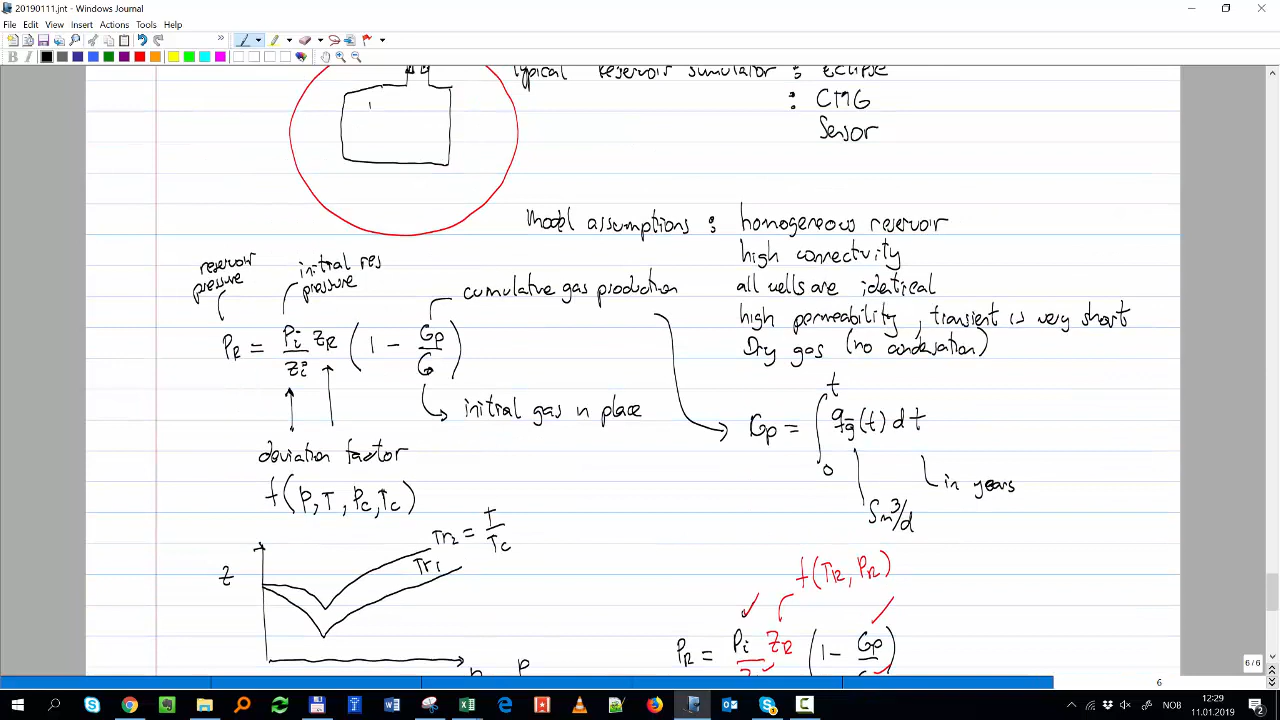 20190111.jnt - Windows Journal
File Edit View Insert Actions Tools Help
Typical reservoir simulator : ECLIPSE
: CMG
Sensor
Model assumptions : homogeneous reservoir
high connectivity
all wells are identical
high permeability, transient is very short
Dry gas (no condensation)
reservoir pressure
initial res pressure
cumulative gas production
PR = Pi/zi zR (1 - Gp/G)
initial gas in place
Gp = ∫0^t qg̅(t) dt
in years
Sm³/d
deviation factor
f(P, T, Pc, Tc)
Tr2 = T/Tc
Tr1
Z
f(TR, PR)
PR = Pi zR (1 - Gp
6/6
6
NOB
12:29
11.01.2019